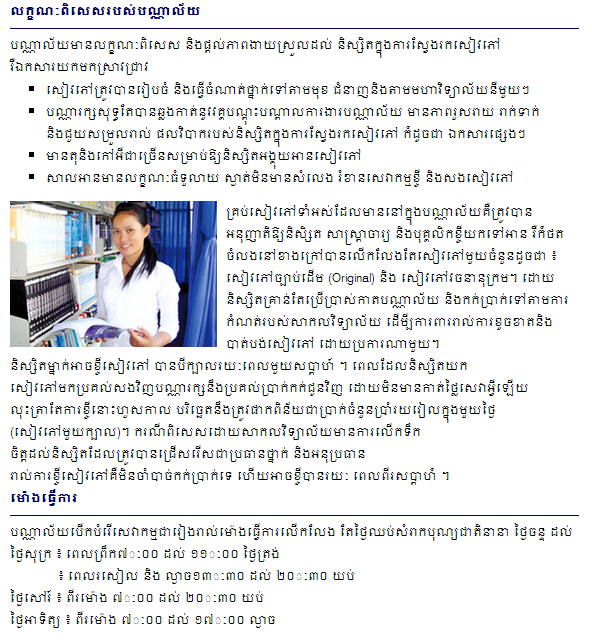 លក្ខណៈពិសេសរបស់បណ្ណាល័យ
បណ្ណាល័យមានលក្ខណៈពិសេស និងផ្តល់ភាពងាយស្រួលដល់ និស្សិតក្នុងការស្វែងរកសៀវភៅ
រឺឯកសារយកមកស្រាវជ្រាវ
សៀវភៅត្រូវបានរៀបចំ និងធ្វើចំណាត់ថ្នាក់ទៅតាមមុខ ជំនាញនិងតាមមហាវិទ្យាល័យនីមួយៗ
បណ្ណារក្សសុទ្ធតែបានឆ្លងកាត់នូវវគ្គបណ្តុះបណ្តាលការងារបណ្ណាល័យ មានភាពរួសរាយ រាក់ទាក់
និងជួយសម្រួលរាល់ ផលវិបាករបស់និស្សិតក្នុងការស្វែងរកសៀវភៅ ក៏ដូចជា ឯកសារផ្សេងៗ
មានតុនិងកៅអីជាច្រើនសម្រាប់ឱ្យនិស្សិតអង្គុយអានសៀវភៅ
សាលអានមានលក្ខណៈធំទូលាយ ស្ងាត់មិនមានសំលេង រំខានសេវាកម្មខ្ចី និងសងសៀវភៅ
គ្រប់សៀវភៅទាំអស់ដែលមាននៅក្នុងបណ្ណាល័យគឺត្រូវបាន
អនុញាតិឱ្យនិស្សិត សាស្ត្រាចារ្យ និងបុគ្គលិកខ្ចីយកទៅអាន រឺកំថត
ចំលងនៅខាងក្រៅបានលើកលែងតែសៀវភៅមួយចំនួនដូចជា ៖
សៀវភៅច្បាប់ដើម (Original) និង សៀវភៅវចនានុក្រម។ ដោយ
និស្សិតគ្រាន់តែប្រើប្រាស់កាតបណ្ណាល័យ និងកក់ប្រាក់ទៅតាមការ
កំណត់របស់សាកលវិទ្យាល័យ ដើម្បីការពាររាល់ការខូចខាតនិង
បាត់បង់សៀវភៅ ដោយប្រការណាមួយ។
និស្សិតម្នាក់អាចខ្ចីសៀវភៅ បានបីក្បាលរយៈពេលមួយសប្តាហ៍ ។ ពេលដែលនិស្សិតយក
សៀវភៅមកប្រគល់សងវិញបណ្ណារក្សនឹងប្រគល់ប្រាក់កក់ជូនវិញ ដោយមិនមានកាត់ថ្លៃសេវាអ្វីឡើយ
លុះត្រាតែការខ្ចីនោះហួសកាល បរិច្ឆេតនឹងត្រូវផាកពិន័យជាប្រាក់ចំនួនប្រាំរយរៀលក្នុងមួយថ្ងៃ
(សៀវភៅមួយក្បាល)។ ករណីពិសេសដោយសាកលវិទ្យាល័យមានការលើកទឹក
ចិត្តដល់និស្សិតដែលត្រូវបានជ្រើសរើសជាប្រធានថ្នាក់ និងអនុប្រធាន
រាល់ការខ្ចីសៀវភៅគឺមិនចាំបាច់កក់ប្រាក់ទេ ហើយអាចខ្ចីបានរយៈ ពេលពីរសប្តាហ៍ ។
ម៉ោងធ្វើការ
បណ្ណាល័យបើកបំរើសេវាកម្មជារៀងរាល់ម៉ោងធ្វើការលើកលែង តែថ្ងៃឈប់សំរាកបុណ្យជាតិនានា ថ្ងៃចន្ទ ដល់
ថ្ងៃសុក្រ ៖ ពេលព្រឹក៧ៈ០០ ដល់ ១១ៈ០០ ថ្ងៃត្រង់
៖ ពេលរសៀល និង ល្ងាច១៣ៈ៣០ ដល់ ២០ៈ៣០ យប់
ថ្ងៃសៅរ៍ ៖ ពីរម៉ោង ៧ៈ០០ ដល់ ២០ៈ៣០ យប់
ថ្ងៃអាទិត្យ ៖ ពីរម៉ោង ៧ៈ០០ ដល់ ១៧ៈ០០ ល្ងាច